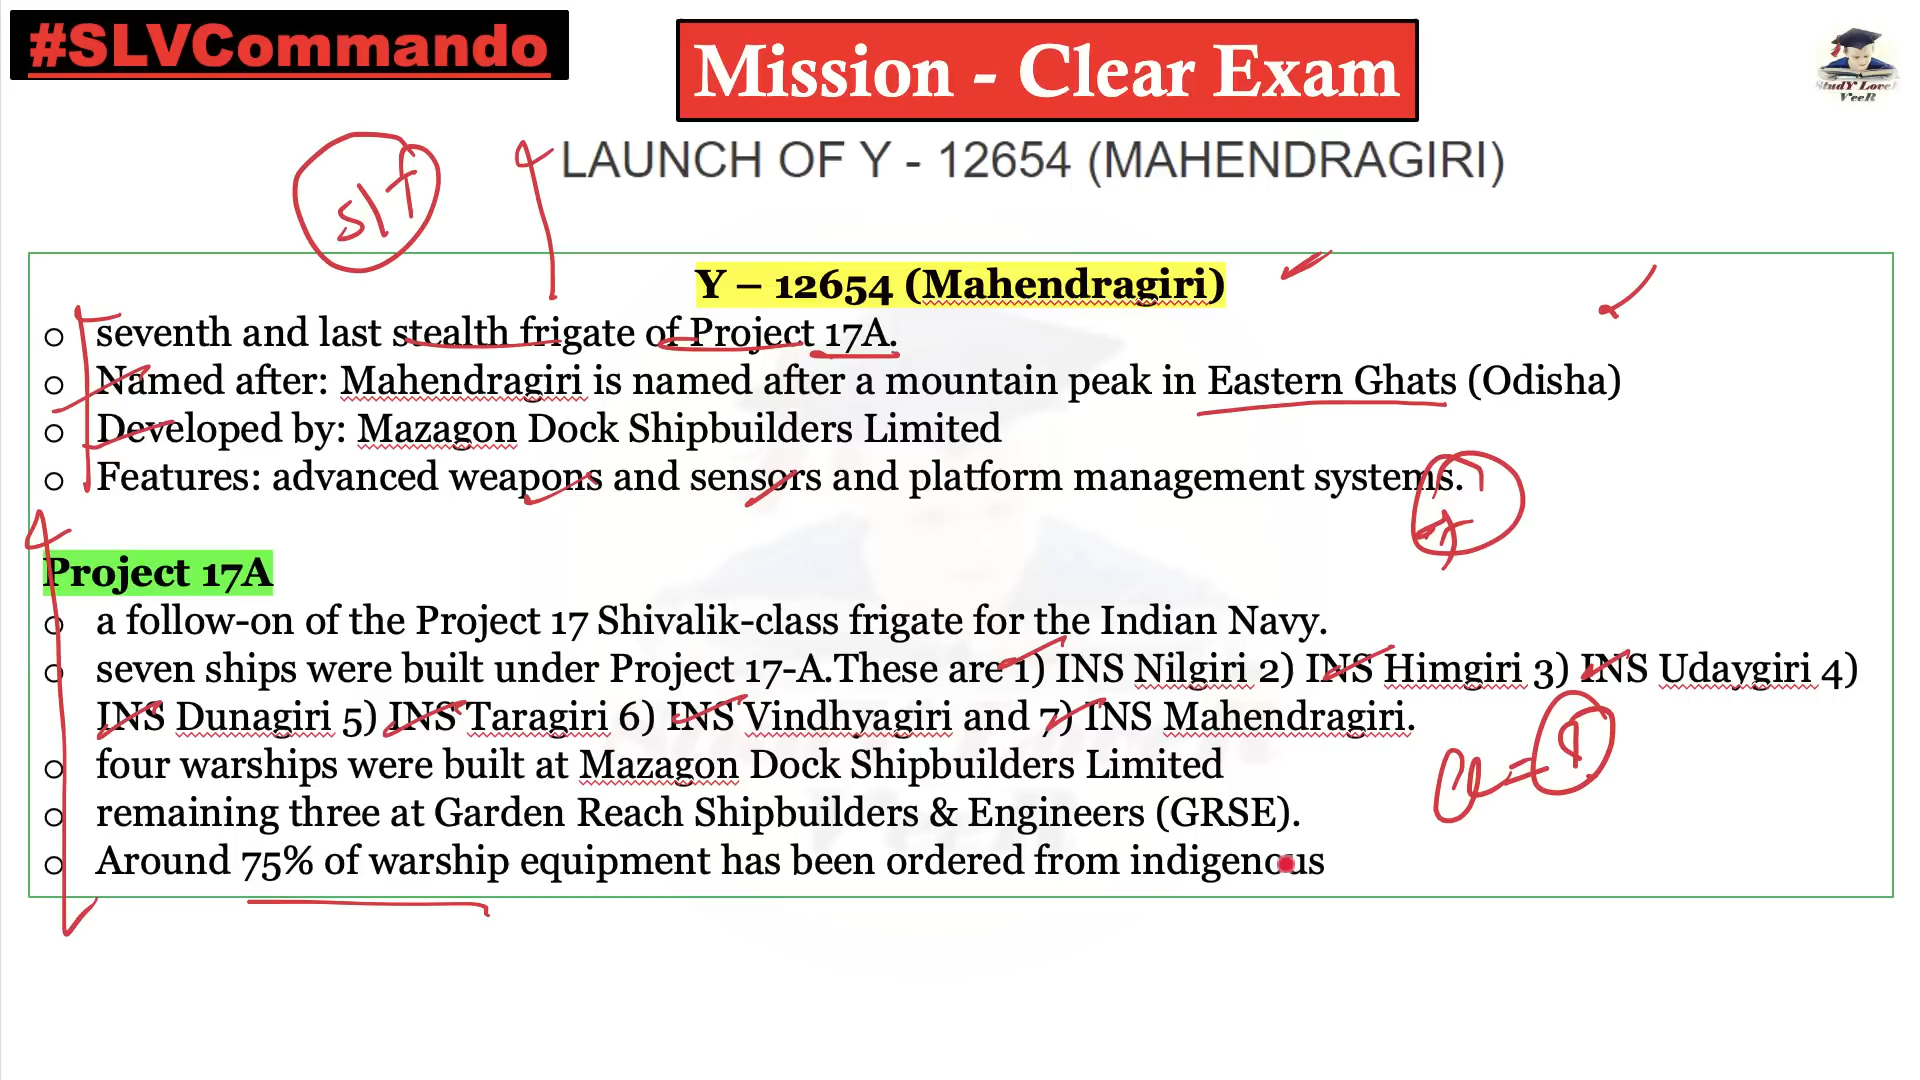 #SLVCommando
Mission - Clear Exam
StudY LoveR
VeeR
LAUNCH OF Y - 12654 (MAHENDRAGIRI)
S/f
Y – 12654 (Mahendragiri)
○ seventh and last stealth frigate of Project 17A.
○ Named after: Mahendragiri is named after a mountain peak in Eastern Ghats (Odisha)
○ Developed by: Mazagon Dock Shipbuilders Limited
○ Features: advanced weapons and sensors and platform management systems.
Project 17A
○ a follow-on of the Project 17 Shivalik-class frigate for the Indian Navy.
○ seven ships were built under Project 17-A.These are 1) INS Nilgiri 2) INS Himgiri 3) INS Udaygiri 4)
INS Dunagiri 5) INS Taragiri 6) INS Vindhyagiri and 7) INS Mahendragiri.
○ four warships were built at Mazagon Dock Shipbuilders Limited
○ remaining three at Garden Reach Shipbuilders & Engineers (GRSE).
○ Around 75% of warship equipment has been ordered from indigenous